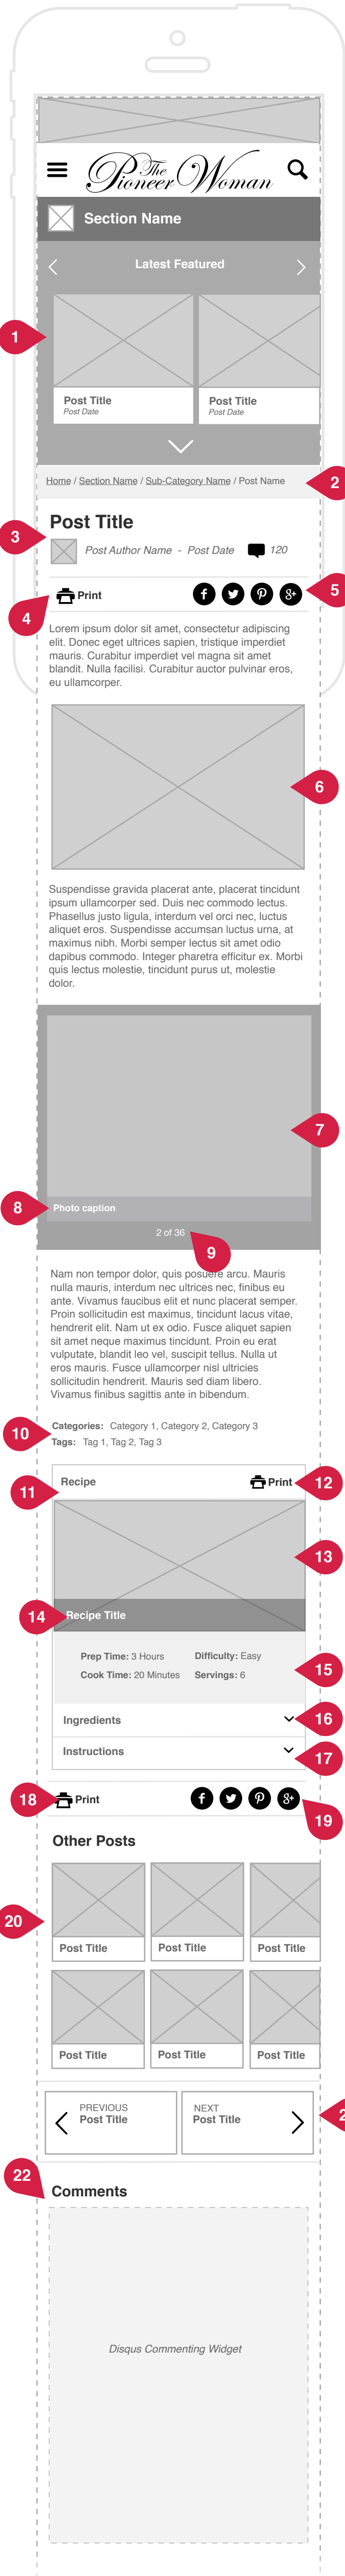 The
Pioneer Woman
Section Name
Latest Featured
1
Post Title
Post Date
Post Title
Post Date
Home / Section Name / Sub-Category Name / Post Name
2
Post Title
3
Post Author Name - Post Date
120
Print
f
g+
5
4
Lorem ipsum dolor sit amet, consectetur adipiscing
elit. Donec eget ultrices sapien, tristique imperdiet
mauris. Curabitur imperdiet vel magna sit amet
blandit. Nulla facilisi. Curabitur auctor pulvinar eros,
eu ullamcorper.
6
Suspendisse gravida placerat ante, placerat tincidunt
ipsum ullamcorper sed. Duis nec commodo lectus.
Phasellus justo ligula, interdum vel orci nec, luctus
aliquet eros. Suspendisse accumsan luctus urna, at
maximus nibh. Morbi semper lectus sit amet odio
dapibus commodo. Integer pharetra efficitur ex. Morbi
quis lectus molestie, tincidunt purus ut, molestie
dolor.
7
8
Photo caption
2 of 36
9
Nam non tempor dolor, quis posuere arcu. Mauris
nulla mauris, interdum nec ultrices nec, finibus eu
ante. Vivamus faucibus elit et nunc placerat semper.
Proin sollicitudin est maximus, tincidunt lacus vitae,
hendrerit elit. Nam ut ex odio. Fusce aliquet sapien
sit amet neque maximus tincidunt. Proin eu erat
vulputate, blandit leo vel, suscipit tellus. Nulla ut
eros mauris. Fusce ullamcorper nisl ultricies
sollicitudin hendrerit. Mauris sed diam libero.
Vivamus finibus sagittis ante in bibendum.
Categories: Category 1, Category 2, Category 3
10
Tags: Tag 1, Tag 2, Tag 3
Recipe
Print
12
11
13
14
Recipe Title
Prep Time: 3 Hours
Difficulty: Easy
Cook Time: 20 Minutes
Servings: 6
15
Ingredients
16
Instructions
17
18
Print
f
g+
19
Other Posts
20
Post Title
Post Title
Post Title
Post Title
Post Title
Post Title
PREVIOUS
Post Title
NEXT
Post Title
2
22
Comments
Disqus Commenting Widget